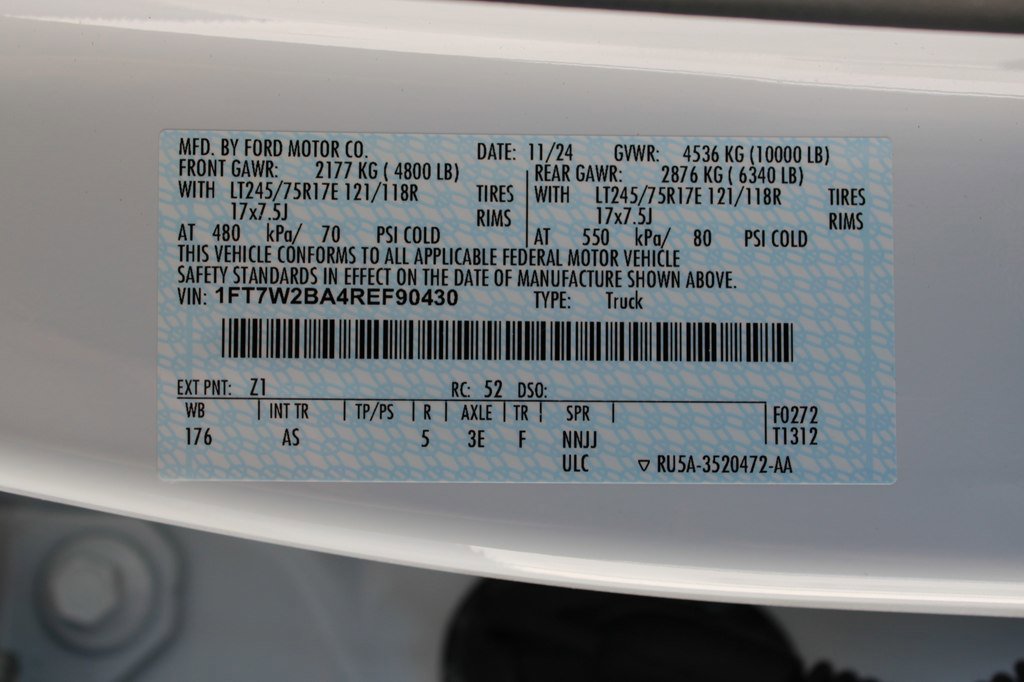 MFD. BY FORD MOTOR CO. DATE: 11/24 GVWR: 4536 KG (10000 LB)
FRONT GAWR: 2177 KG ( 4800 LB) REAR GAWR: 2876 KG ( 6340 LB)
WITH LT245/75R17E 121/118R TIRES WITH LT245/75R17E 121/118R TIRES
17x7.5J RIMS 17x7.5J RIMS
AT 480 kPa/ 70 PSI COLD AT 550 kPa/ 80 PSI COLD
THIS VEHICLE CONFORMS TO ALL APPLICABLE FEDERAL MOTOR VEHICLE
SAFETY STANDARDS IN EFFECT ON THE DATE OF MANUFACTURE SHOWN ABOVE.
VIN: 1FT7W2BA4REF90430 TYPE: Truck
EXT PNT: Z1 RC: 52 DSO:
WB INT TR TP/PS R AXLE TR SPR F0272
176 AS 5 3E F NNJJ T1312
ULC ▽ RU5A-3520472-AA